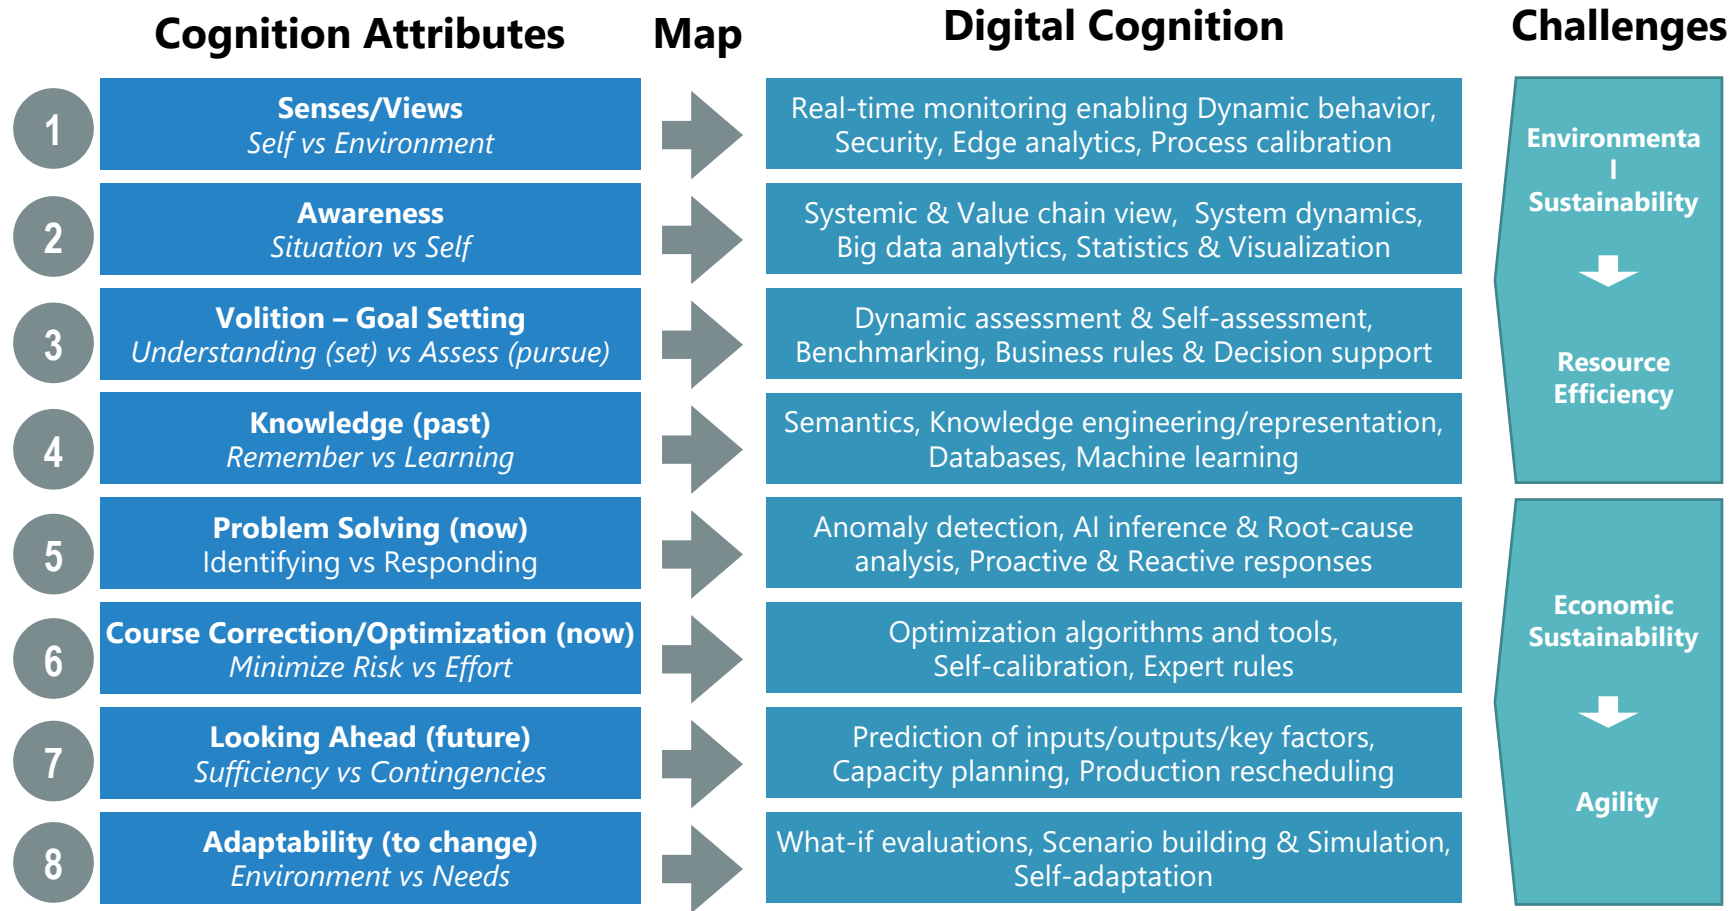 Cognition Attributes
Map
Digital Cognition
Challenges
1
Senses/Views
Self vs Environment
Real-time monitoring enabling Dynamic behavior,
Security, Edge analytics, Process calibration
2
Awareness
Situation vs Self
Systemic & Value chain view,  System dynamics,
Big data analytics, Statistics & Visualization
3
Volition – Goal Setting
Understanding (set) vs Assess (pursue)
Dynamic assessment & Self-assessment,
Benchmarking, Business rules & Decision support
4
Knowledge (past)
Remember vs Learning
Semantics, Knowledge engineering/representation,
Databases, Machine learning
Environmenta
l
Sustainability
Resource
Efficiency
5
Problem Solving (now)
Identifying vs Responding
Anomaly detection, AI inference & Root-cause
analysis, Proactive & Reactive responses
6
Course Correction/Optimization (now)
Minimize Risk vs Effort
Optimization algorithms and tools,
Self-calibration, Expert rules
7
Looking Ahead (future)
Sufficiency vs Contingencies
Prediction of inputs/outputs/key factors,
Capacity planning, Production rescheduling
8
Adaptability (to change)
Environment vs Needs
What-if evaluations, Scenario building & Simulation,
Self-adaptation
Economic
Sustainability
Agility